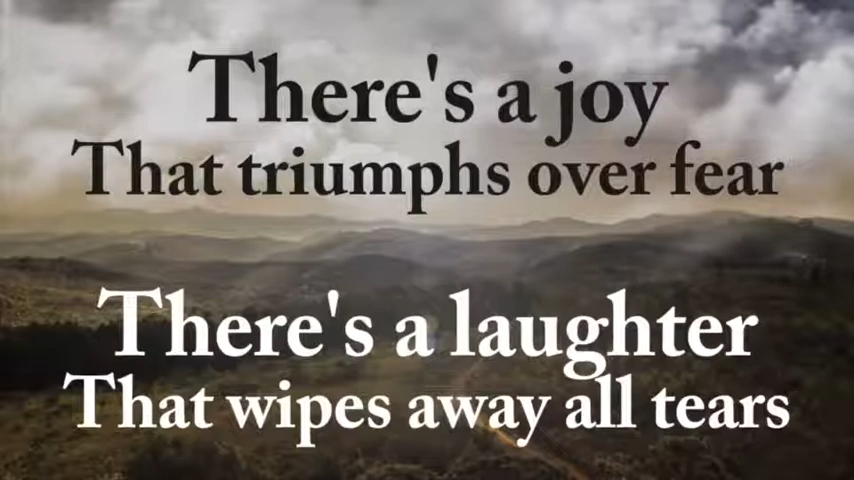 There's a joy
That triumphs over fear
There's a laughter
That wipes away all tears